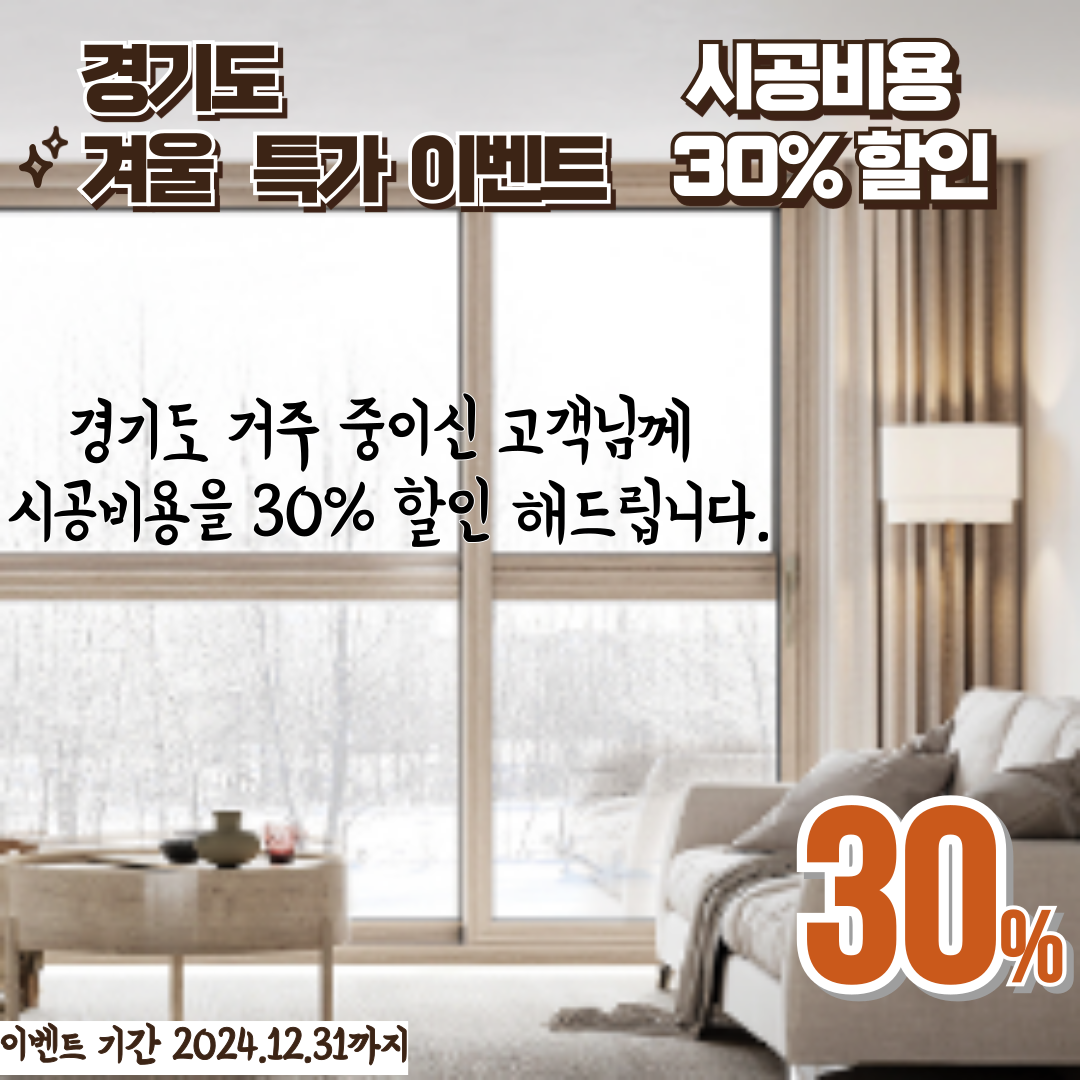 경기도
겨울 특가 이벤트
시공비용
30% 할인
경기도 거주 중이신 고객님께
시공비용을 30% 할인 해드립니다.
30%
이벤트 기간 2024.12.31까지